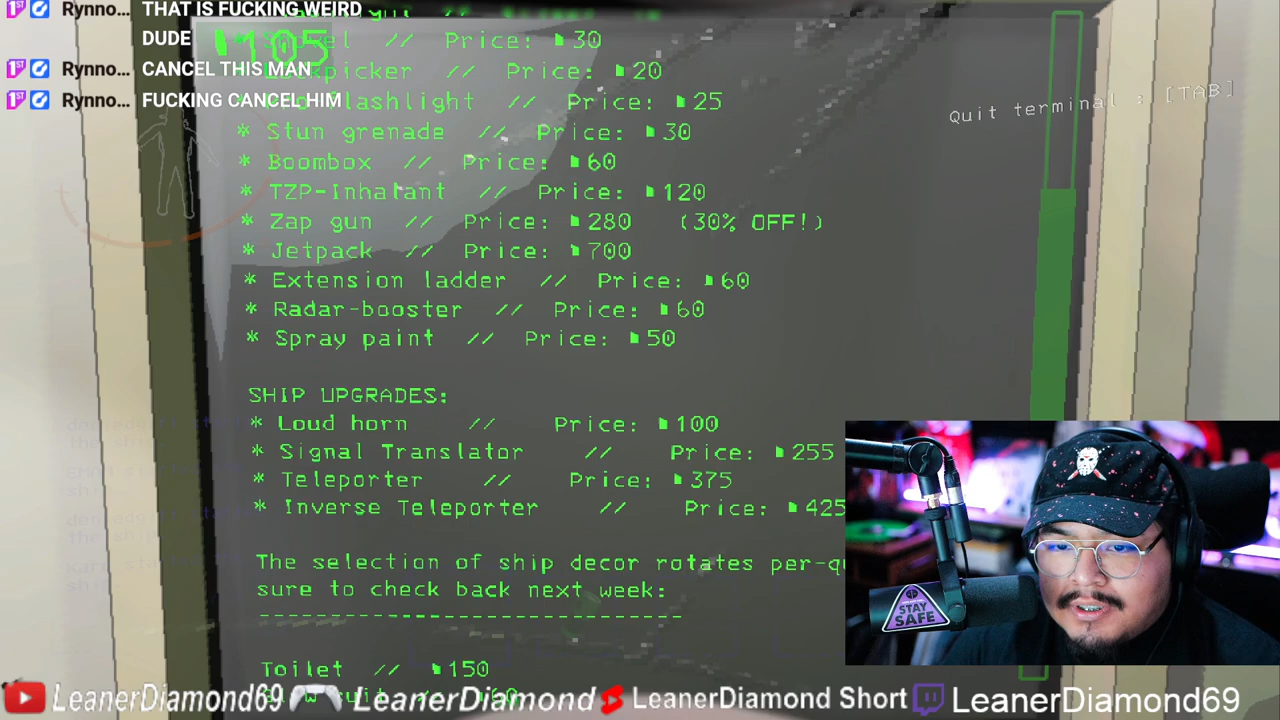 Rynno... THAT IS FUCKING WEIRD
DUDE
Rynno... CANCEL THIS MAN
Rynno... FUCKING CANCEL HIM
105
// Price: 30
// Price: 20
Flashlight // Price: 25
* Stun grenade // Price: 30
* Boombox // Price: 60
* TZP-Inhalant // Price: 120
* Zap gun // Price: 280 (30% OFF!)
* Jetpack // Price: 700
* Extension ladder // Price: 60
* Radar-booster // Price: 60
* Spray paint // Price: 50
Quit terminal : [TAB]
SHIP UPGRADES:
* Loud horn // Price: 100
* Signal Translator // Price: 255
* Teleporter // Price: 375
* Inverse Teleporter // Price: 425
The selection of ship decor rotates per-qu
sure to check back next week:
------------------------------
Toilet // 150
STAY
SAFE
LeanerDiamond69 LeanerDiamond LeanerDiamond Short LeanerDiamond69